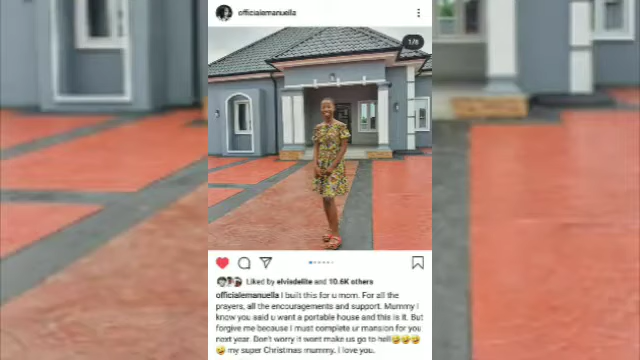 officialemanuella
1/6
Liked by elvisdelite and 10.6K others
officialemanuella I built this for u mom. For all the
prayers, all the encouragements and support. Mummy I
know you said u want a portable house and this is it. But
forgive me because I must complete ur mansion for you
next year. Don't worry it wont make us go to hell🤣🤣🤣
🤣 my super Christmas mummy. I love you.